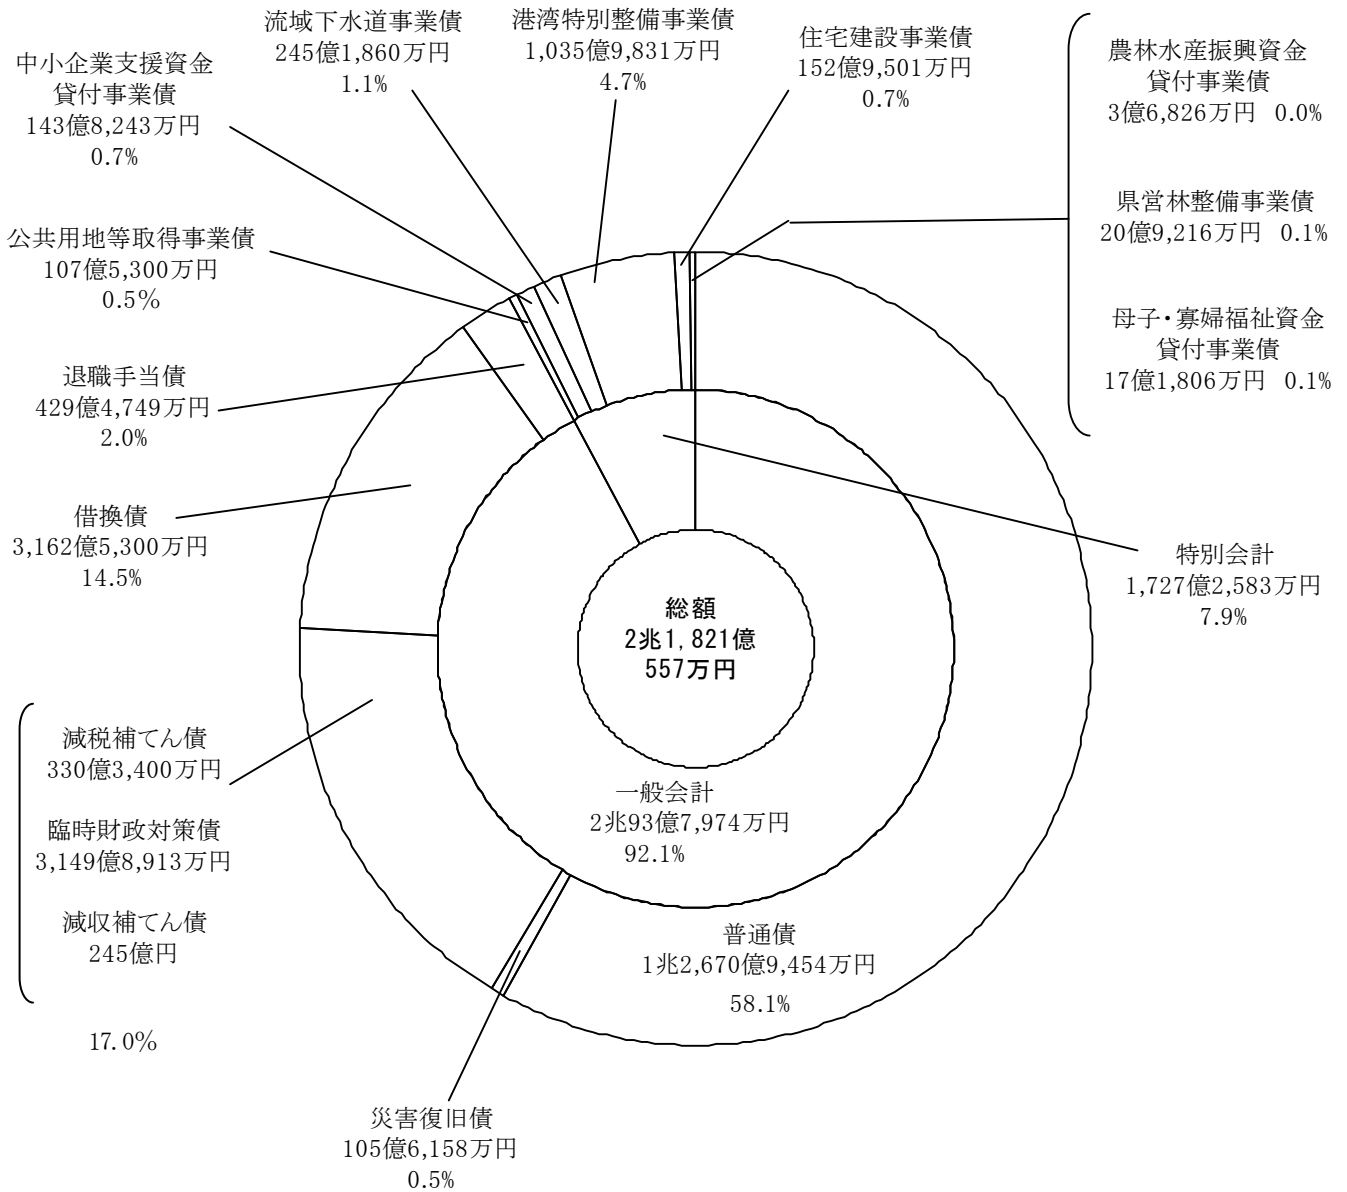 流域下水道事業債
245億1,860万円
1.1%
港湾特別整備事業債
1,035億9,831万円
4.7%
住宅建設事業債
152億9,501万円
0.7%
農林水産振興資金
貸付事業債
3億6,826万円 0.0%
県営林整備事業債
20億9,216万円 0.1%
母子・寡婦福祉資金
貸付事業債
17億1,806万円 0.1%
中小企業支援資金
貸付事業債
143億8,243万円
0.7%
公共用地等取得事業債
107億5,300万円
0.5%
退職手当債
429億4,749万円
2.0%
借換債
3,162億5,300万円
14.5%
特別会計
1,727億2,583万円
7.9%
総額
2兆1,821億
557万円
減税補てん債
330億3,400万円
臨時財政対策債
3,149億8,913万円
減収補てん債
245億円
17.0%
一般会計
2兆93億7,974万円
92.1%
普通債
1兆2,670億9,454万円
58.1%
災害復旧債
105億6,158万円
0.5%